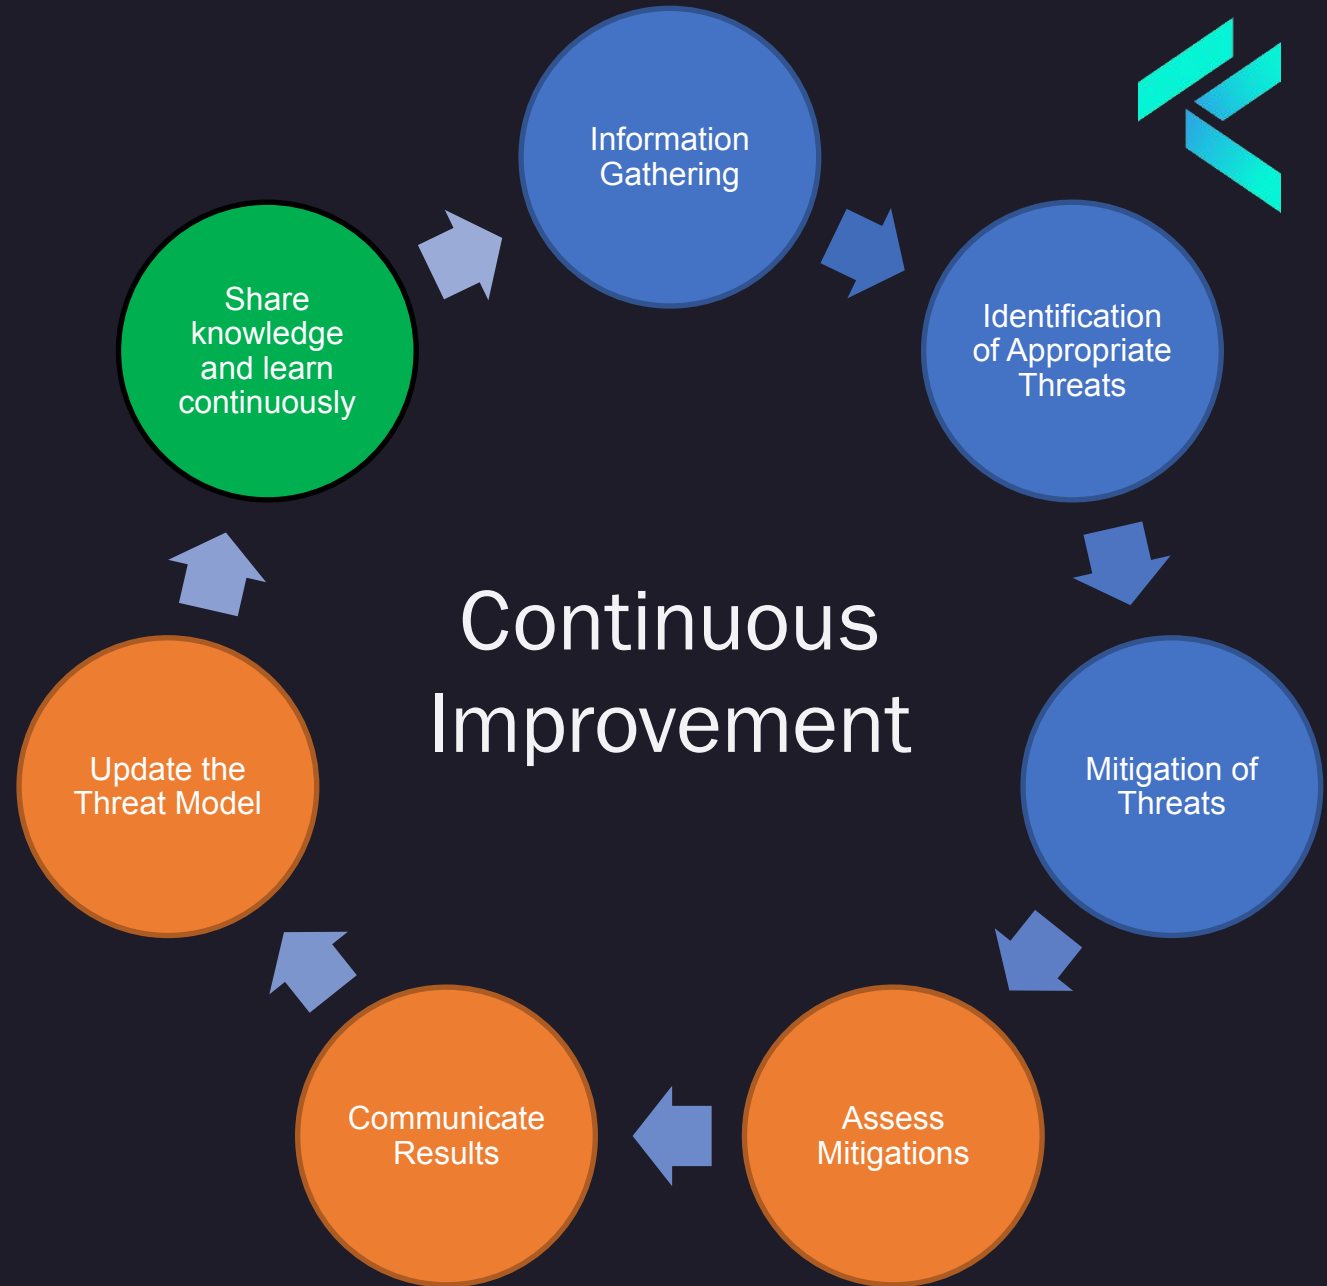 Information
Gathering
Identification
of Appropriate
Threats
Mitigation of
Threats
Assess
Mitigations
Communicate
Results
Update the
Threat Model
Share
knowledge
and learn
continuously
Continuous
Improvement